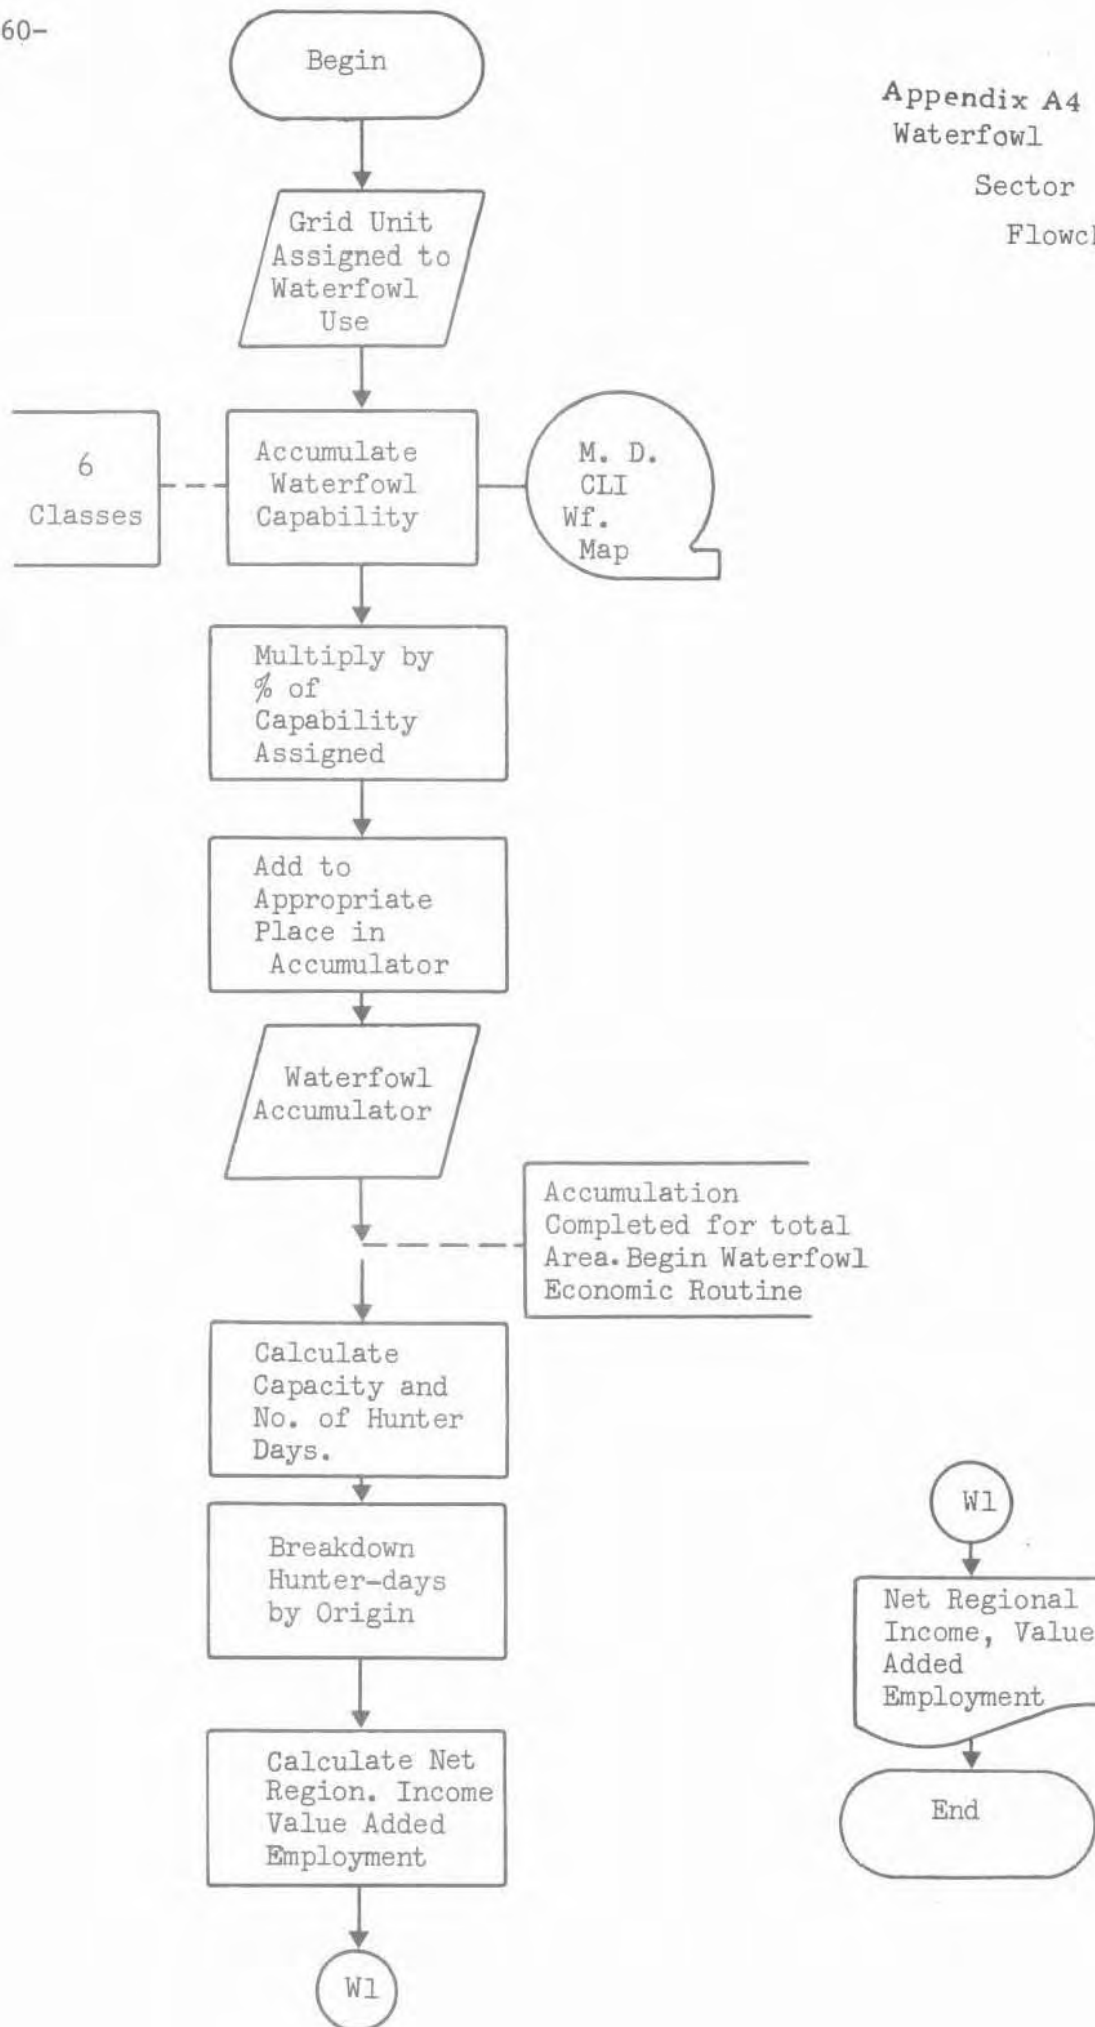 60-
Begin
Appendix A4
Waterfowl
Sector
Flowch
Grid Unit
Assigned to
Waterfowl
Use
6
Classes
Accumulate
Waterfowl
Capability
M. D.
CLI
Wf.
Map
Multiply by
% of
Capability
Assigned
Add to
Appropriate
Place in
Accumulator
Waterfowl
Accumulator
Accumulation
Completed for total
Area. Begin Waterfowl
Economic Routine
Calculate
Capacity and
No. of Hunter
Days.
Breakdown
Hunter-days
by Origin
Calculate Net
Region. Income
Value Added
Employment
W1
W1
Net Regional
Income, Value
Added
Employment
End